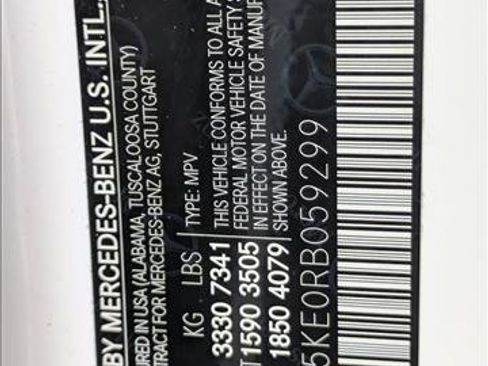 BY MERCEDES-BENZ U.S. INTL.,
URED IN USA (ALABAMA, TUSCALOOSA COUNTY)
TRACT FOR MERCEDES-BENZ AG, STUTTGART
KG LBS TYPE: MPV
3330 7341 THIS VEHICLE CONFORMS TO ALL A
FEDERAL MOTOR VEHICLE SAFETY S
T 1590 3505 IN EFFECT ON THE DATE OF MANUF
1850 4079 SHOWN ABOVE.
5KE0RB059299